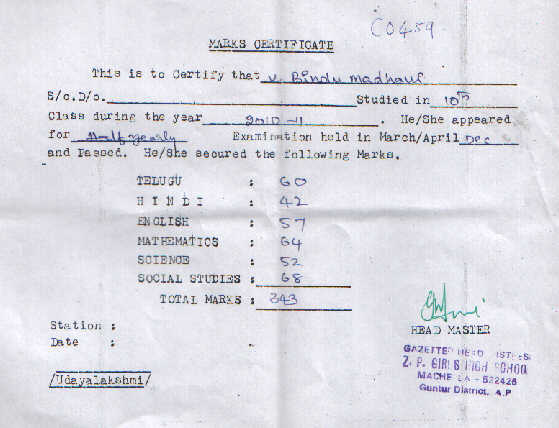 C0459
MARKS CERTIFICATE
This is to Certify that V. Bindu madhavi
S/o.D/o. Studied in 10th
Class during the year 2010-11 . He/She appeared
for Half yearly Examination held in March/April Dec
and Passed. He/She secured the following Marks.
TELUGU : 60
HINDI : 42
ENGLISH : 57
MATHEMATICS : 64
SCIENCE : 52
SOCIAL STUDIES : 68
TOTAL MARKS : 343
HEAD MASTER
Station :
Date :
GAZETTED HEAD
Z. P. GIRLS HIGH SCHOOL
522426
Guntur District, A.P
/Udayalakshmi/